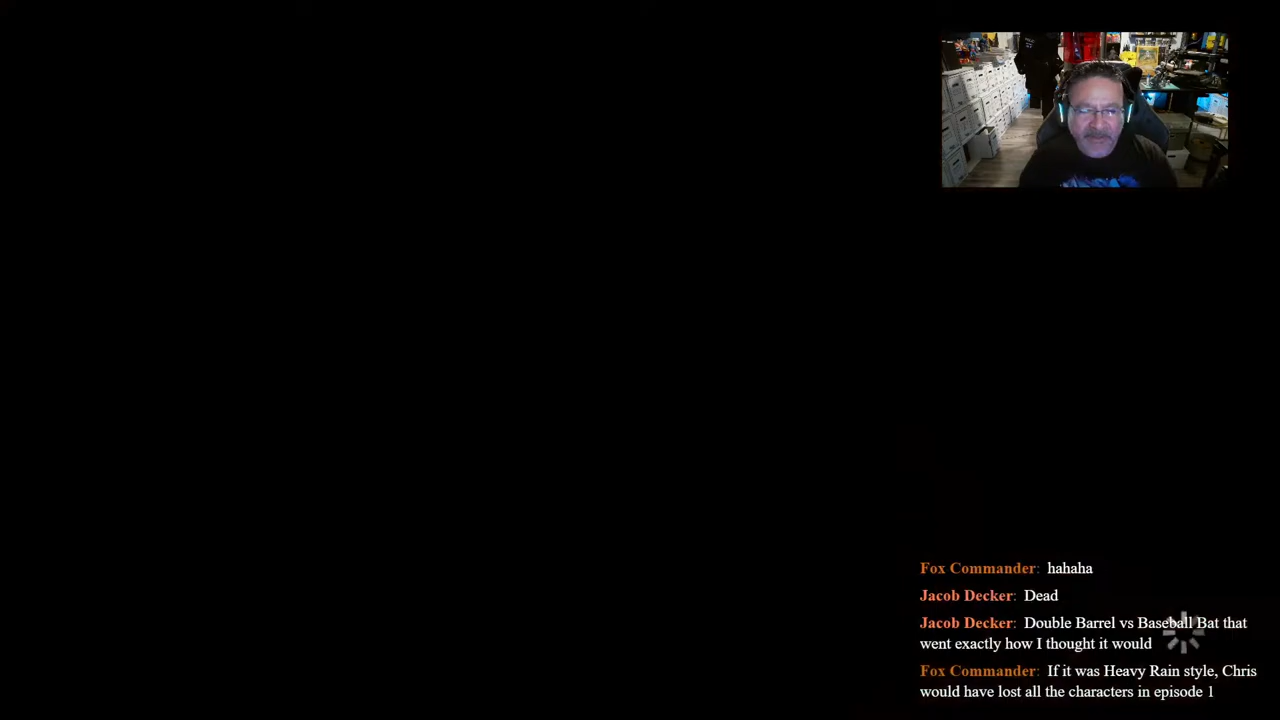 Fox Commander: hahaha
Jacob Decker: Dead
Jacob Decker: Double Barrel vs Baseball Bat that
went exactly how I thought it would
Fox Commander: If it was Heavy Rain style, Chris
would have lost all the characters in episode 1